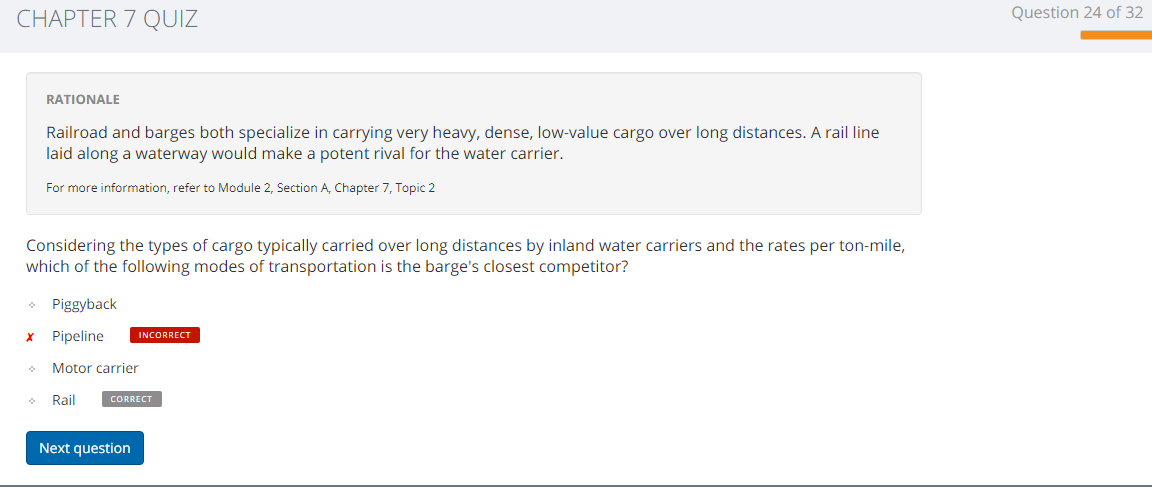 CHAPTER 7 QUIZ
Question 24 of 32
RATIONALE
Railroad and barges both specialize in carrying very heavy, dense, low-value cargo over long distances. A rail line
laid along a waterway would make a potent rival for the water carrier.
For more information, refer to Module 2, Section A, Chapter 7, Topic 2
Considering the types of cargo typically carried over long distances by inland water carriers and the rates per ton-mile,
which of the following modes of transportation is the barge's closest competitor?
Piggyback
Pipeline INCORRECT
Motor carrier
Rail CORRECT
Next question